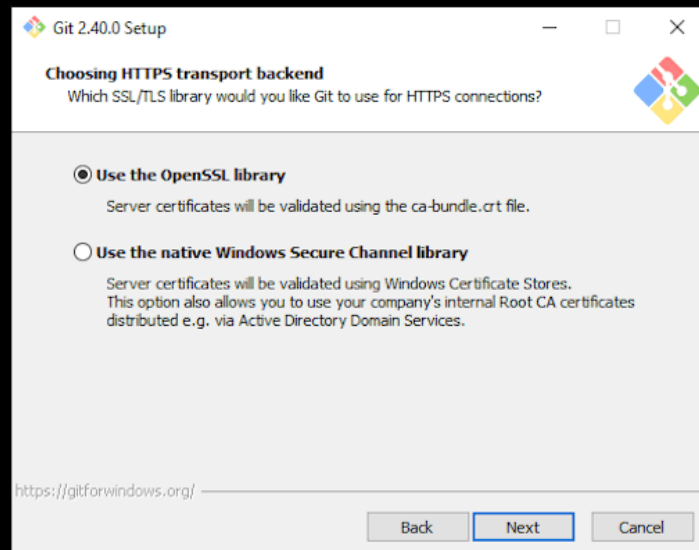 Git 2.40.0 Setup
Choosing HTTPS transport backend
Which SSL/TLS library would you like Git to use for HTTPS connections?
Use the OpenSSL library
Server certificates will be validated using the ca-bundle.crt file.
Use the native Windows Secure Channel library
Server certificates will be validated using Windows Certificate Stores.
This option also allows you to use your company's internal Root CA certificates
distributed e.g. via Active Directory Domain Services.
https://gitforwindows.org/
Back Next Cancel